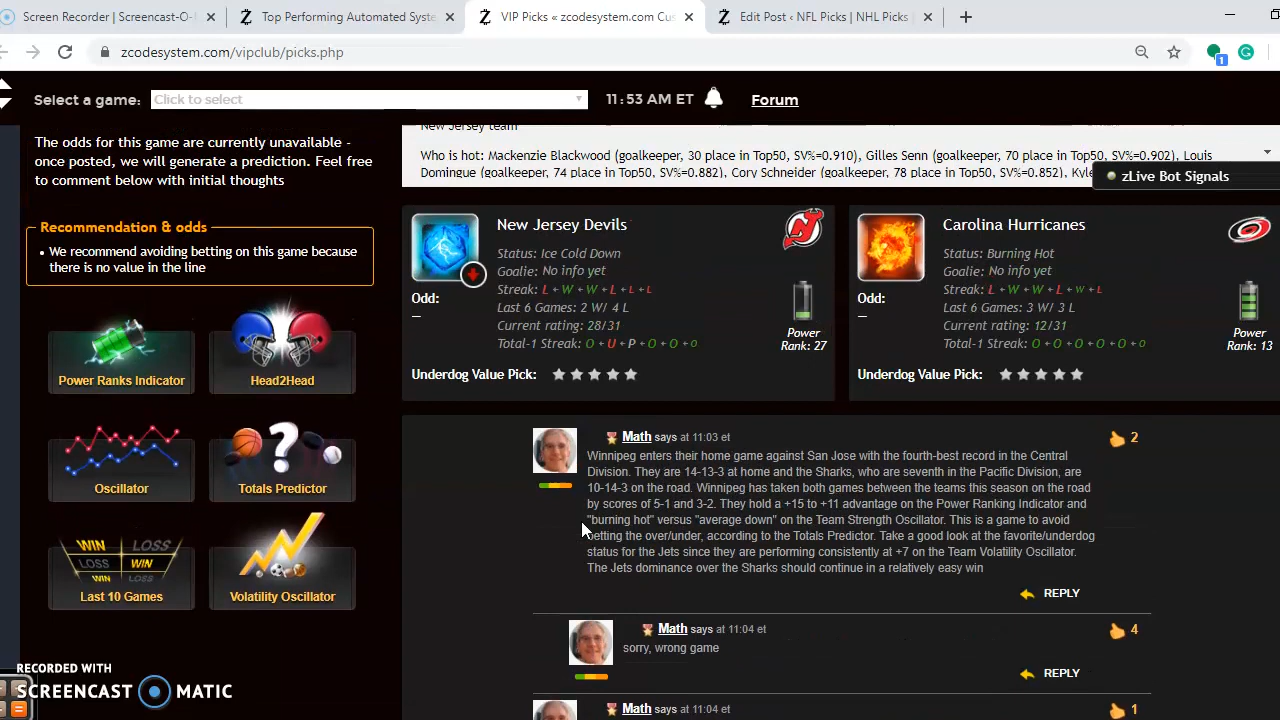 Screen Recorder | Screencast-O-
Top Performing Automated Syste
VIP Picks « zcodesystem.com Cus
Edit Post ‹ NFL Picks | NHL Picks |
zcodesystem.com/vipclub/picks.php
1
Select a game:
Click to select
11:53 AM ET
Forum
The odds for this game are currently unavailable -
once posted, we will generate a prediction. Feel free
to comment below with initial thoughts
Recommendation & odds
• We recommend avoiding betting on this game because
there is no value in the line
Power Ranks Indicator
Head2Head
Oscillator
Totals Predictor
WIN LOSS
LOSS WIN
WIN LOSS
Last 10 Games
Volatility Oscillator
RECORDED WITH
SCREENCAST MATIC
New Jersey team
Who is hot: Mackenzie Blackwood (goalkeeper, 30 place in Top50, SV%=0.910), Gilles Senn (goalkeeper, 70 place in Top50, SV%=0.902), Louis
Domingue (goalkeeper, 74 place in Top50, SV%=0.882), Cory Schneider (goalkeeper, 78 place in Top50, SV%=0.852), Kyle
zLive Bot Signals
New Jersey Devils
Status: Ice Cold Down
Goalie: No info yet
Streak: L + W + W + L + L + L
Last 6 Games: 2 W/ 4 L
Current rating: 28/31
Total-1 Streak: O + U + P + O + O + O
Odd:
—
Power
Rank: 27
Underdog Value Pick:
Carolina Hurricanes
Status: Burning Hot
Goalie: No info yet
Streak: L + W + W + L + W + L
Last 6 Games: 3 W/ 3 L
Current rating: 12/31
Total-1 Streak: O + O + O + O + O + O
Odd:
—
Power
Rank: 13
Underdog Value Pick:
Math says at 11:03 et
2
Winnipeg enters their home game against San Jose with the fourth-best record in the Central
Division. They are 14-13-3 at home and the Sharks, who are seventh in the Pacific Division, are
10-14-3 on the road. Winnipeg has taken both games between the teams this season on the road
by scores of 5-1 and 3-2. They hold a +15 to +11 advantage on the Power Ranking Indicator and
"burning hot" versus "average down" on the Team Strength Oscillator. This is a game to avoid
betting the over/under, according to the Totals Predictor. Take a good look at the favorite/underdog
status for the Jets since they are performing consistently at +7 on the Team Volatility Oscillator.
The Jets dominance over the Sharks should continue in a relatively easy win
REPLY
Math says at 11:04 et
4
sorry, wrong game
REPLY
Math says at 11:04 et
1